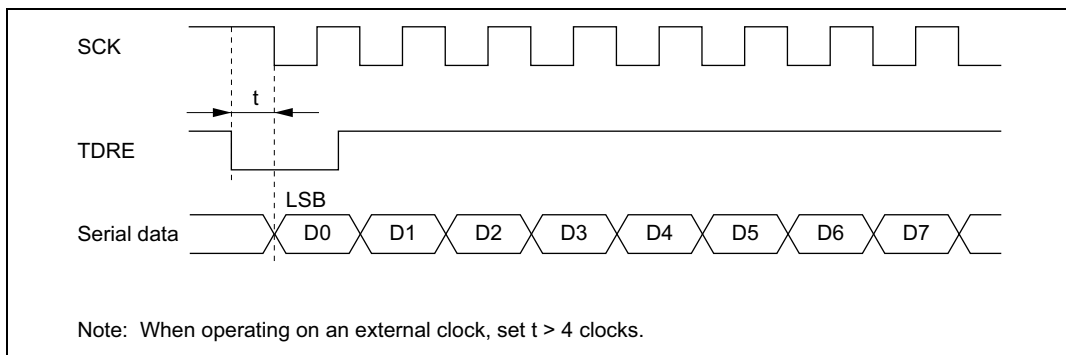 SCK
t
TDRE
LSB
Serial data D0 D1 D2 D3 D4 D5 D6 D7
Note: When operating on an external clock, set t > 4 clocks.